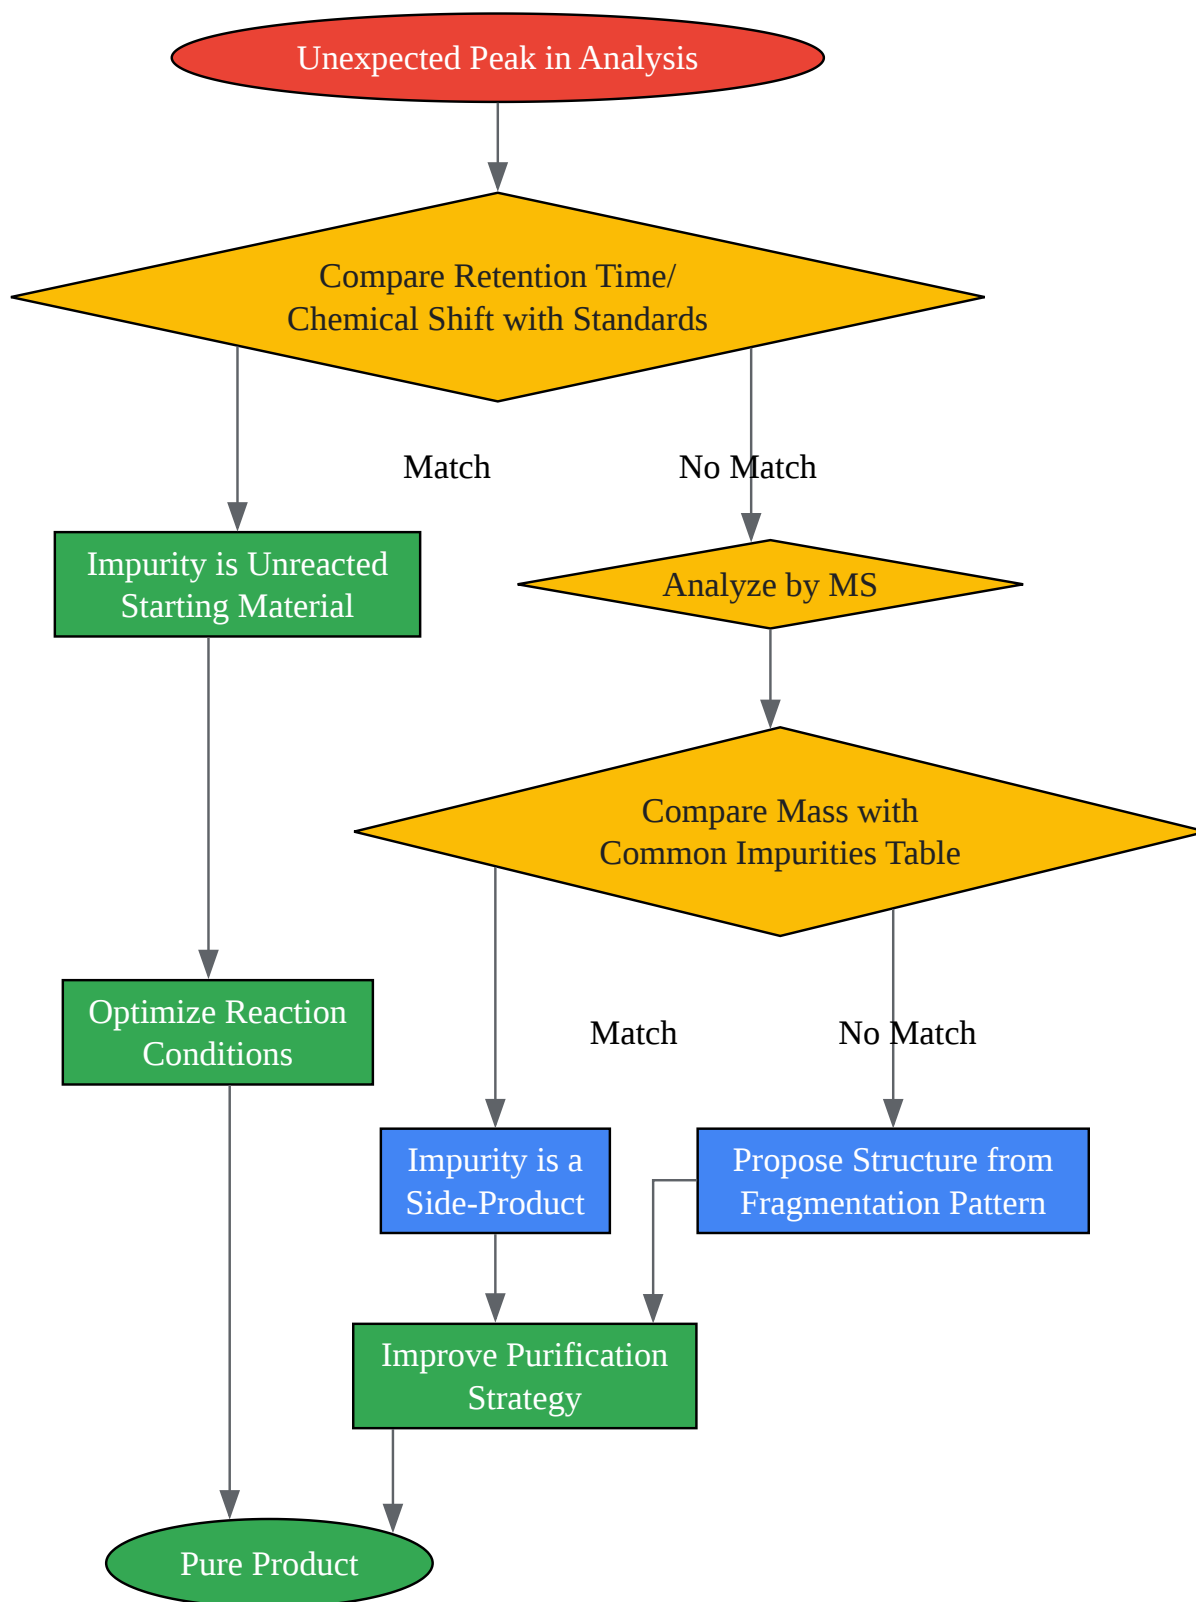 Unexpected Peak in Analysis
Compare Retention Time/
Chemical Shift with Standards
Match
No Match
Impurity is Unreacted
Starting Material
Analyze by MS
Compare Mass with
Common Impurities Table
Optimize Reaction
Conditions
Match
No Match
Impurity is a
Side-Product
Propose Structure from
Fragmentation Pattern
Improve Purification
Strategy
Pure Product